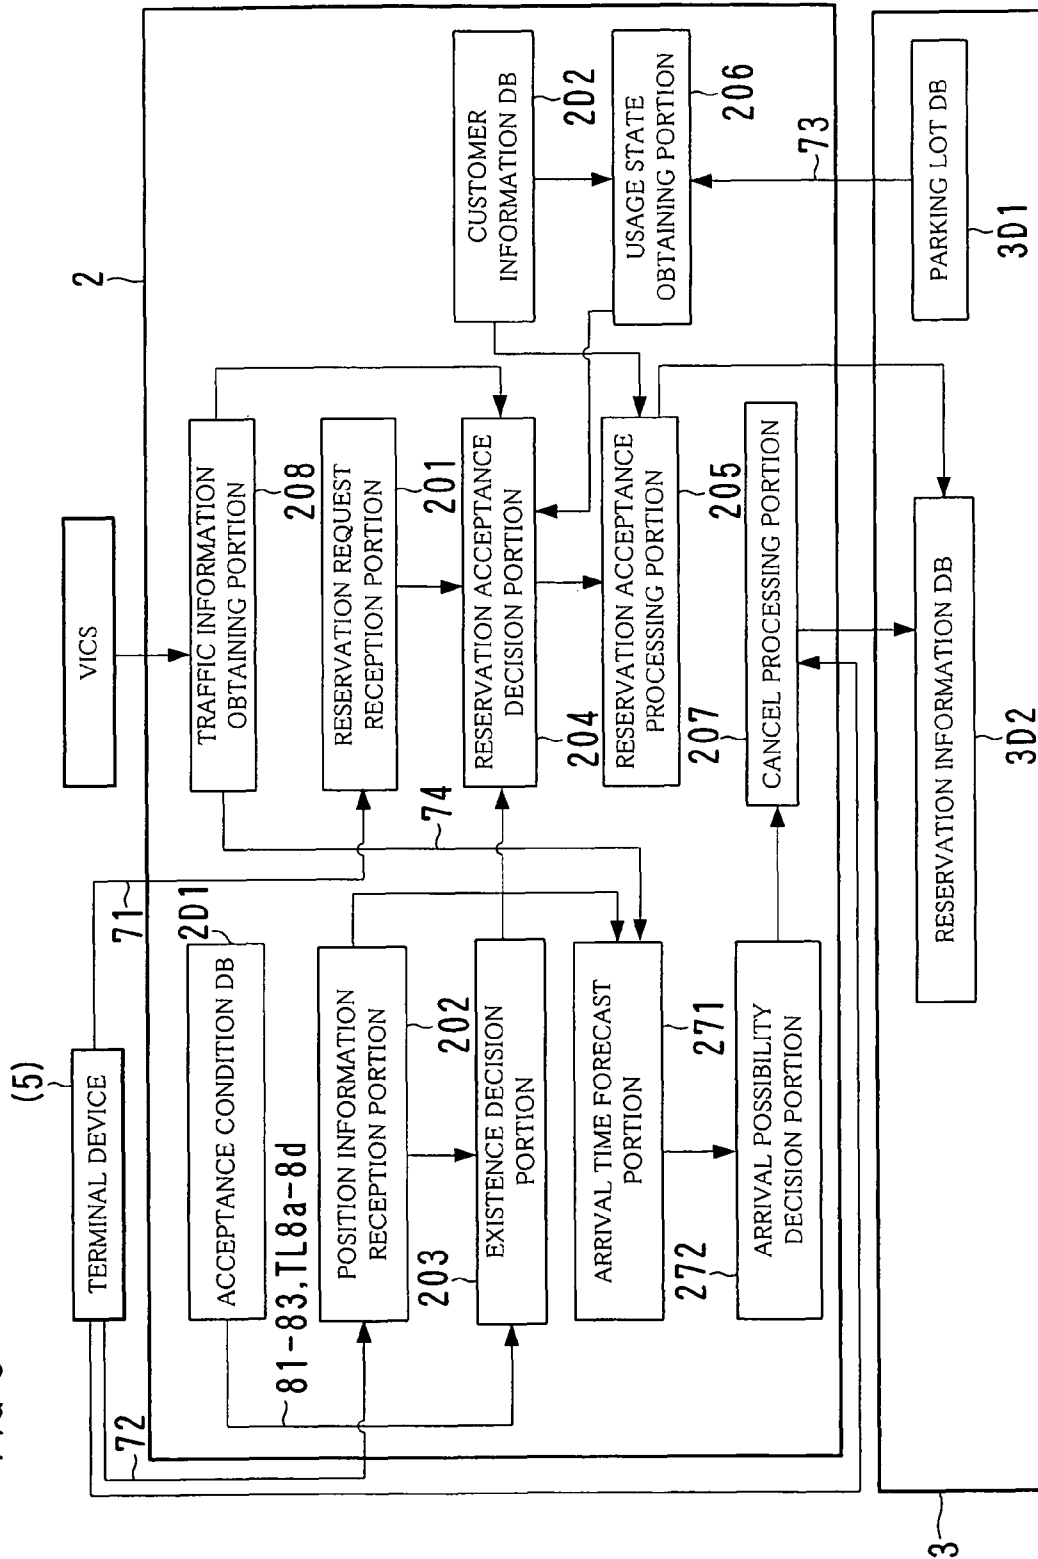 (5)
TERMINAL DEVICE
VICS
2
72
71
ACCEPTANCE CONDITION DB
2D1
81-83,TL8a-8d
TRAFFIC INFORMATION
OBTAINING PORTION
208
POSITION INFORMATION
RECEPTION PORTION
202
RESERVATION REQUEST
RECEPTION PORTION
201
74
203
EXISTENCE DECISION
PORTION
RESERVATION ACCEPTANCE
DECISION PORTION
204
CUSTOMER
INFORMATION DB
2D2
ARRIVAL TIME FORECAST
PORTION
271
RESERVATION ACCEPTANCE
PROCESSING PORTION
205
USAGE STATE
OBTAINING PORTION
206
272
ARRIVAL POSSIBILITY
DECISION PORTION
207
CANCEL PROCESSING PORTION
73
3
RESERVATION INFORMATION DB
3D2
PARKING LOT DB
3D1